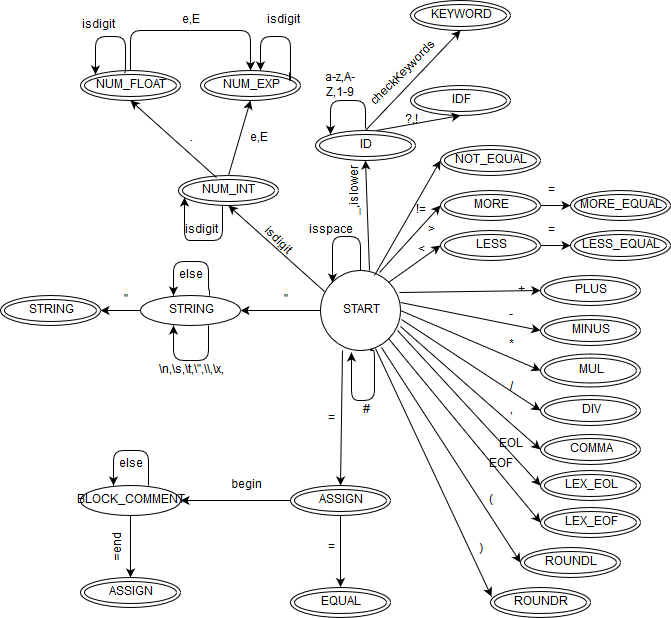 KEYWORD
e,E
isdigit
isdigit
checkKeywords
a-z,A-
Z,1-9
NUM_FLOAT
NUM_EXP
IDF
?,!
.
e,E
ID
NOT_EQUAL
_,islower
NUM_INT
!=
MORE
=
MORE_EQUAL
isdigit
isdigit
isspace
>
<
LESS
=
LESS_EQUAL
else
"
"
STRING
STRING
START
+
PLUS
-
MINUS
*
MUL
\n,\s,\t,\",\\,\x,
/
DIV
#
,
=
EOL
COMMA
else
EOF
begin
LEX_EOL
BLOCK_COMMENT
ASSIGN
(
LEX_EOF
=end
=
)
ROUNDL
ASSIGN
EQUAL
ROUNDR